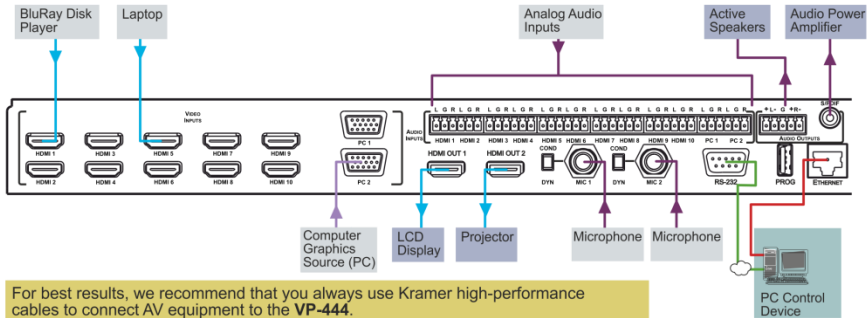 BluRay Disk
Player
Laptop
Analog Audio
Inputs
Active
Speakers
Audio Power
Amplifier
VIDEO
INPUTS
HDMI 1
HDMI 3
HDMI 5
HDMI 7
HDMI 9
PC 1
HDMI 2
HDMI 4
HDMI 6
HDMI 8
HDMI 10
PC 2
AUDIO
INPUTS
L G R L G R L G R L G R L G R L G R L G R L G R L G R L G R L G R L G R
HDMI 1 HDMI 2 HDMI 3 HDMI 4 HDMI 5 HDMI 6 HDMI 7 HDMI 8 HDMI 9 HDMI 10 PC 1 PC 2
+ L - G + R -
S/PDIF
AUDIO OUTPUTS
HDMI OUT 1
HDMI OUT 2
COND
DYN
MIC 1
COND
DYN
MIC 2
RS-232
PROG
ETHERNET
Computer
Graphics
Source (PC)
LCD
Display
Projector
Microphone
Microphone
PC Control
Device
For best results, we recommend that you always use Kramer high-performance
cables to connect AV equipment to the VP-444.